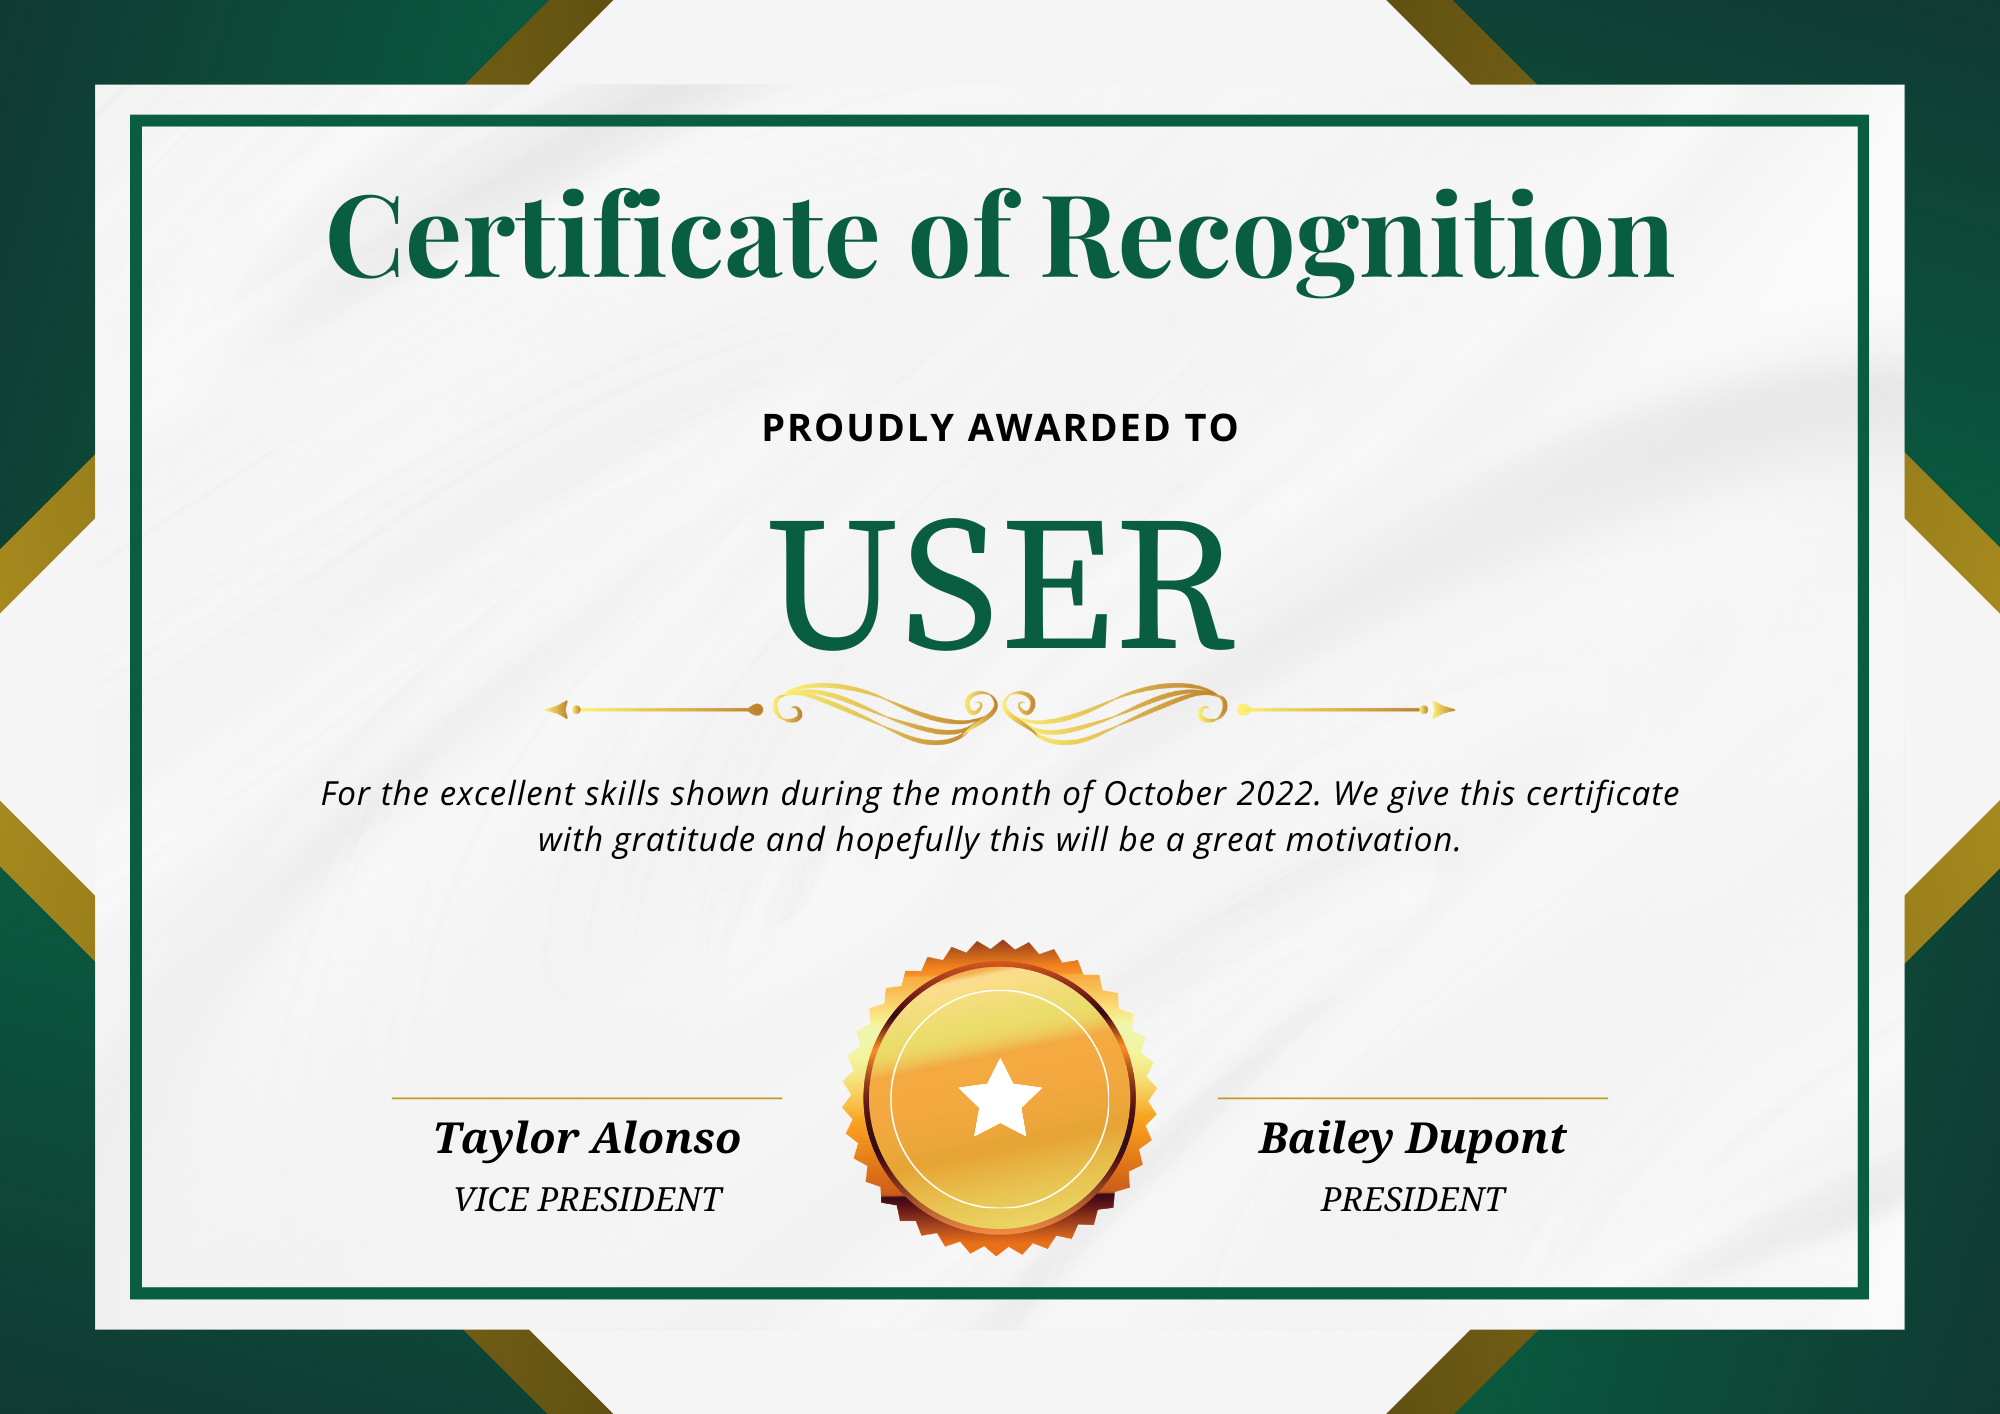 Certificate of Recognition
PROUDLY AWARDED TO
USER
For the excellent skills shown during the month of October 2022. We give this certificate
with gratitude and hopefully this will be a great motivation.
Taylor Alonso
VICE PRESIDENT
Bailey Dupont
PRESIDENT